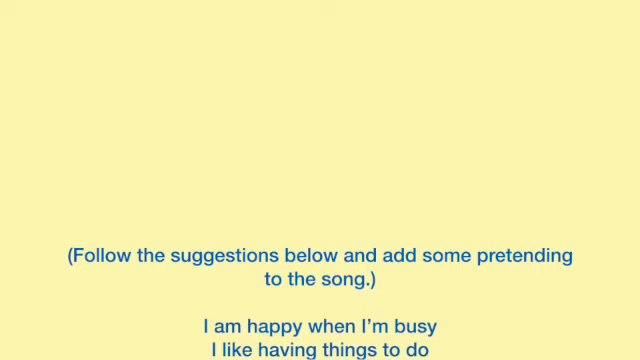 (Follow the suggestions below and add some pretending
to the song.)
I am happy when I’m busy
I like having things to do